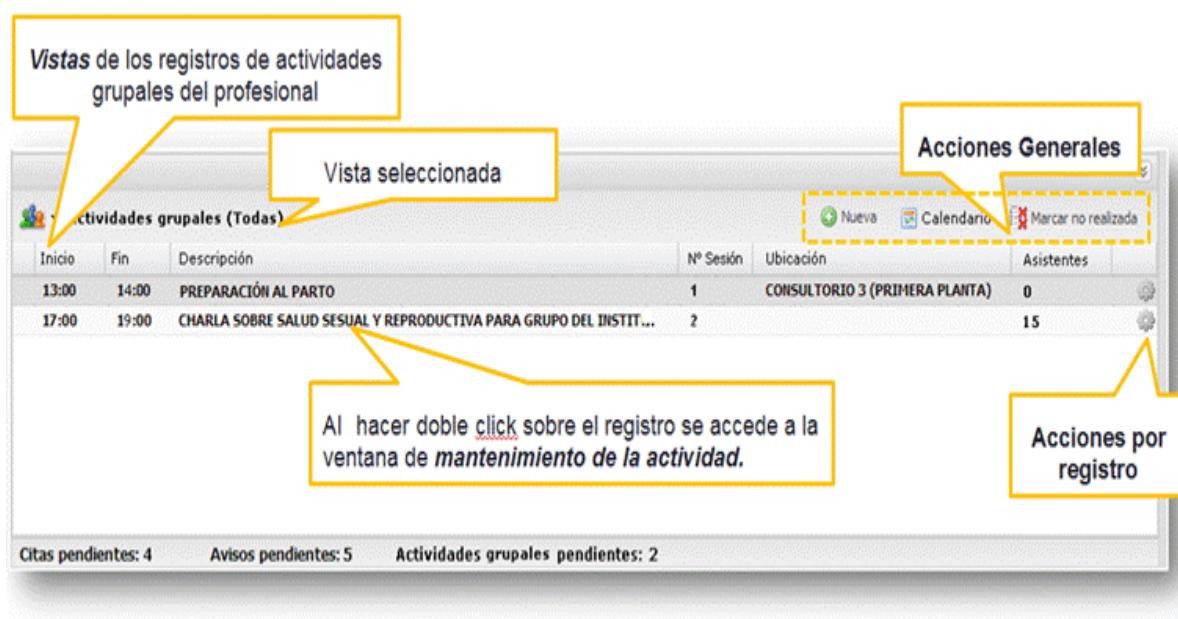 Vistas de los registros de actividades
grupales del profesional
Acciones Generales
Vista seleccionada
ctividades grupales (Todas)
Nueva Calendario Marcar no realizada
Inicio Fin Descripción Nº Sesión Ubicación Asistentes
13:00 14:00 PREPARACIÓN AL PARTO 1 CONSULTORIO 3 (PRIMERA PLANTA) 0
17:00 19:00 CHARLA SOBRE SALUD SESUAL Y REPRODUCTIVA PARA GRUPO DEL INSTIT... 2 15
Al hacer doble click sobre el registro se accede a la
ventana de mantenimiento de la actividad.
Acciones por
registro
Citas pendientes: 4 Avisos pendientes: 5 Actividades grupales pendientes: 2